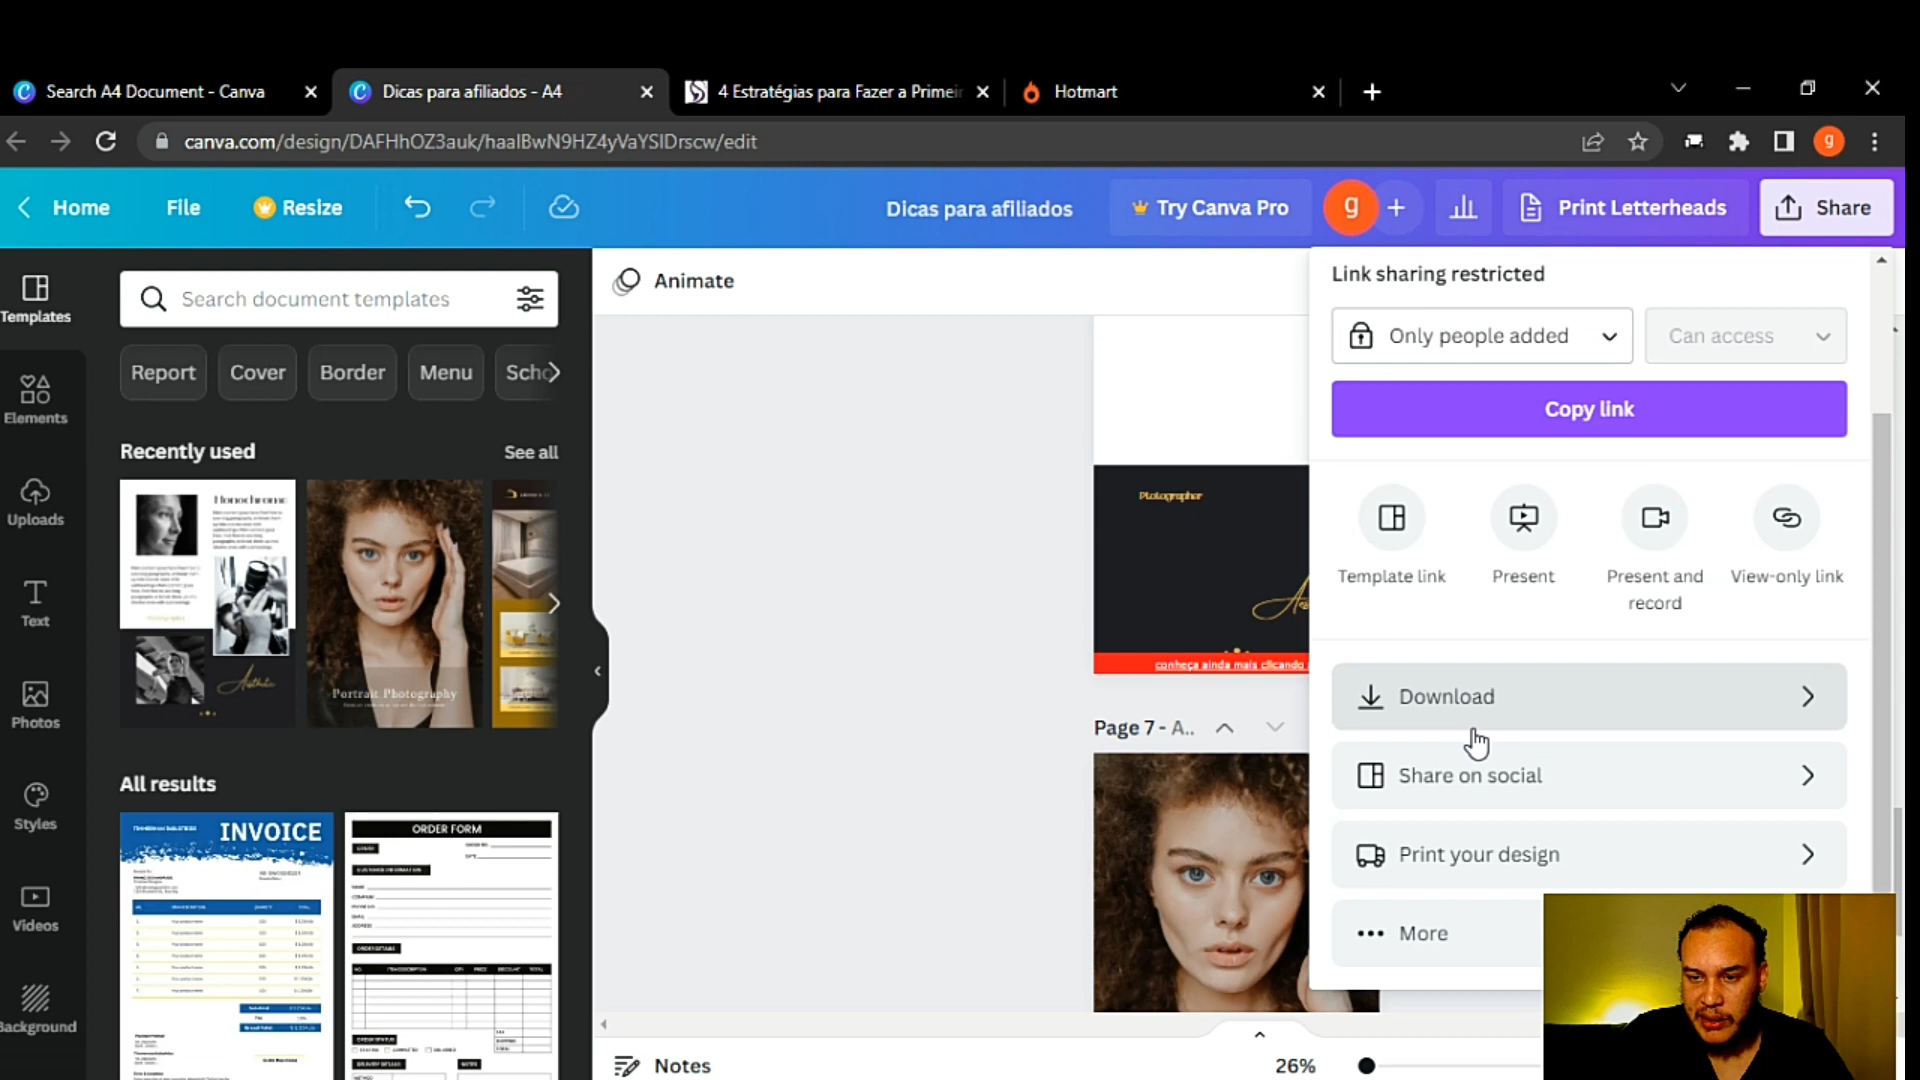 Search A4 Document - Canva
Dicas para afiliados - A4
4 Estratégias para Fazer a Primei
Hotmart
canva.com/design/DAFHhOZ3auk/haalBwN9HZ4yVaYSIDrscw/edit
g
Home
File
Resize
Dicas para afiliados
Try Canva Pro
g
Print Letterheads
Share
Templates
Elements
Uploads
Text
Photos
Styles
Videos
Background
Search document templates
Report
Cover
Border
Menu
Scho
Recently used
See all
Monochrome
Aesthetic
Portrait Photography
All results
INVOICE
ORDER FORM
Animate
Photographer
conheça ainda mais clicando
Page 7 - A..
Link sharing restricted
Only people added
Can access
Copy link
Template link
Present
Present and
record
View-only link
Download
Share on social
Print your design
More
Notes
26%